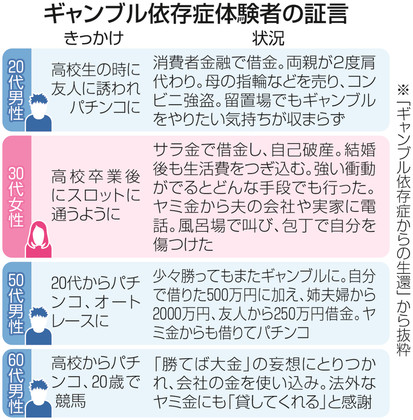 ギャンブル依存症体験者の証言
きっかけ
状況
20代男性
高校生の時に
友人に誘われ
パチンコに
消費者金融で借金。両親が2度肩
代わり。母の指輪などを売り、コン
ビニ強盗。留置場でもギャンブル
をやりたい気持ちが収まらず
30代女性
高校卒業後
にスロットに
通うように
サラ金で借金し、自己破産。結婚
後も生活費をつぎ込む。強い衝動
がでるとどんな手段でも行った。
ヤミ金から夫の会社や実家に電
話。風呂場で叫び、包丁で自分を
傷つけた
50代男性
20代からパチ
ンコ、オート
レースに
少々勝ってもまたギャンブルに。自分
で借りた500万円に加え、姉夫婦から
2000万円、友人から250万円借金。ヤ
ミ金からも借りてパチンコ
60代男性
高校からパチ
ンコ、20歳で
競馬
「勝てば大金」の妄想にとりつか
れ、会社の金を使い込み。法外な
ヤミ金にも「貸してくれる」と感謝
※「ギャンブル依存症からの生還」から抜粋